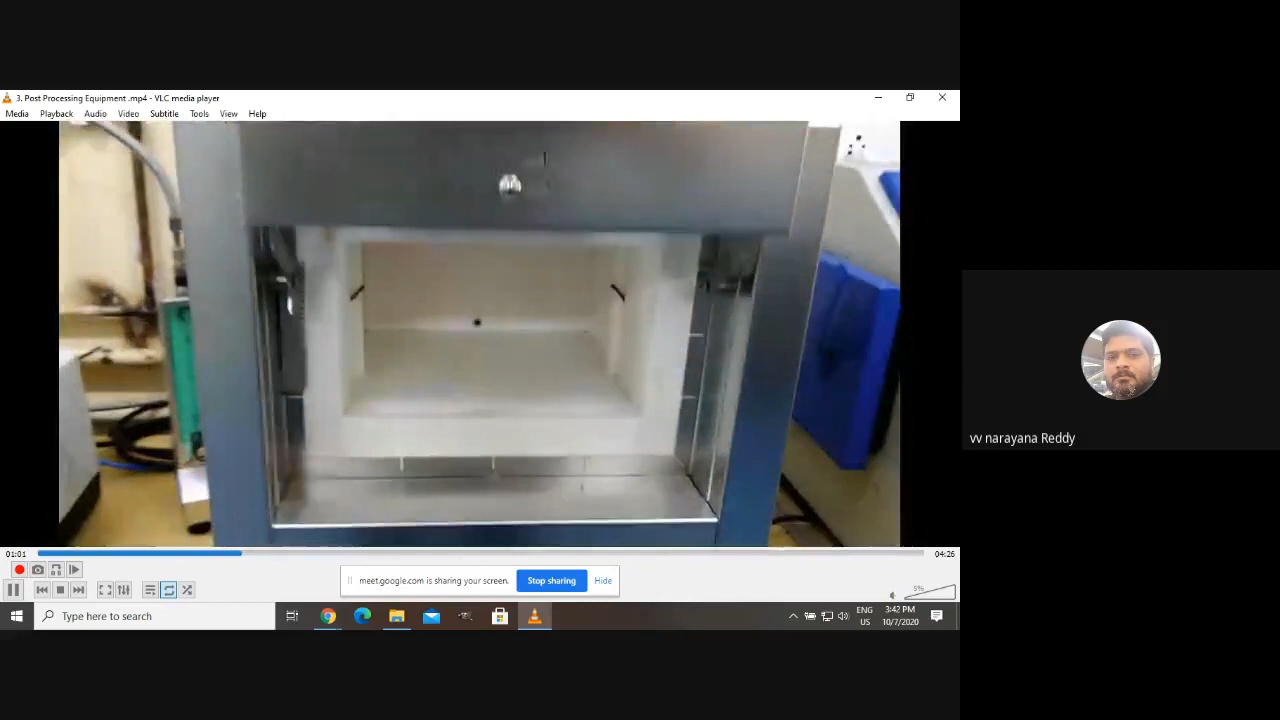 3. Post Processing Equipment .mp4 - VLC media player
Media Playback Audio Video Subtitle Tools View Help
vv narayana Reddy
01:01
04:26
meet.google.com is sharing your screen. Stop sharing Hide
5%
Type here to search
ENG
US
3:42 PM
10/7/2020